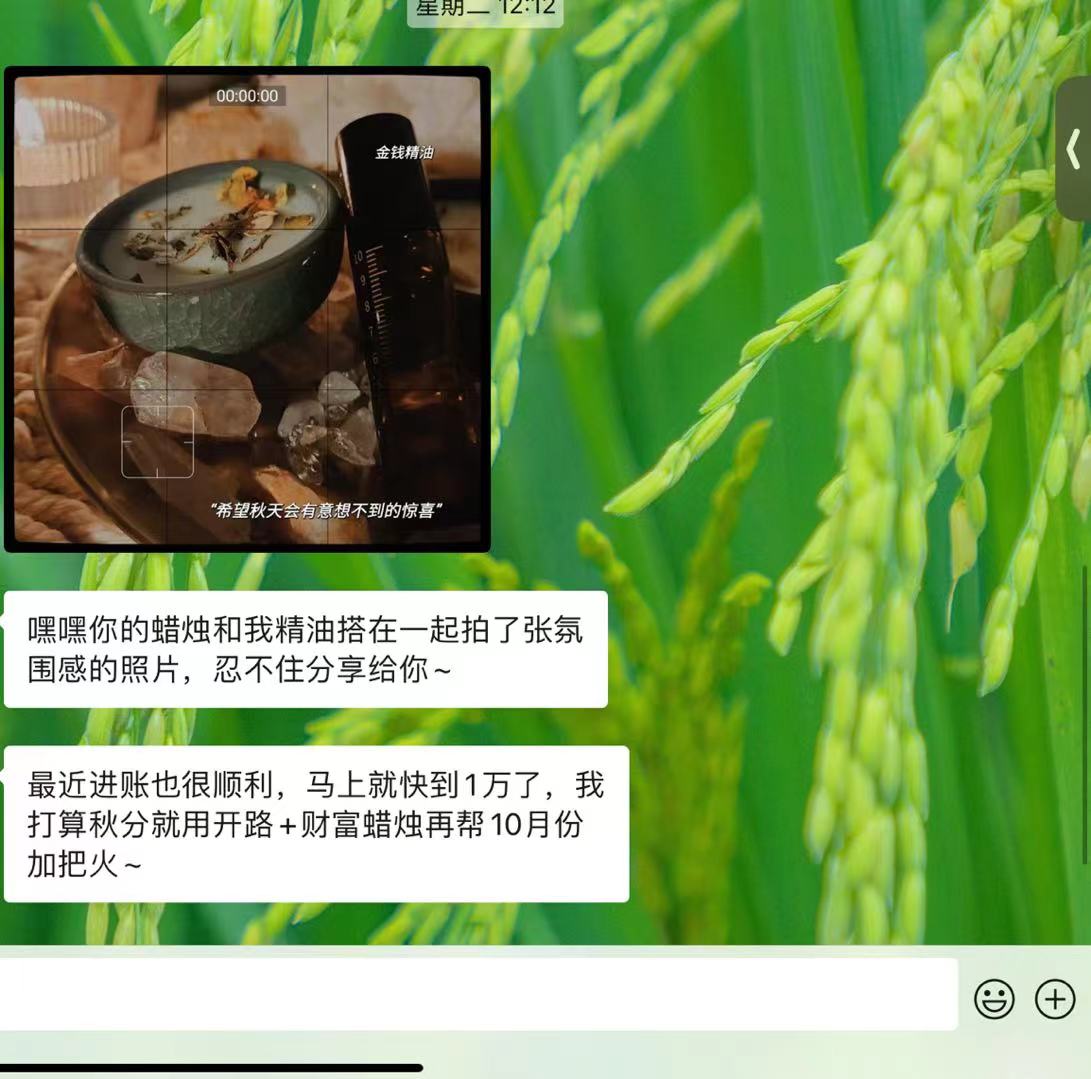 星期二 12:12
00:00:00
金钱精油
10
9
8
7
“希望秋天会有意想不到的惊喜”
嘿嘿你的蜡烛和我精油搭在一起拍了张氛
围感的照片，忍不住分享给你～
最近进账也很顺利，马上就快到1万了，我
打算秋分就用开路+财富蜡烛再帮10月份
加把火～